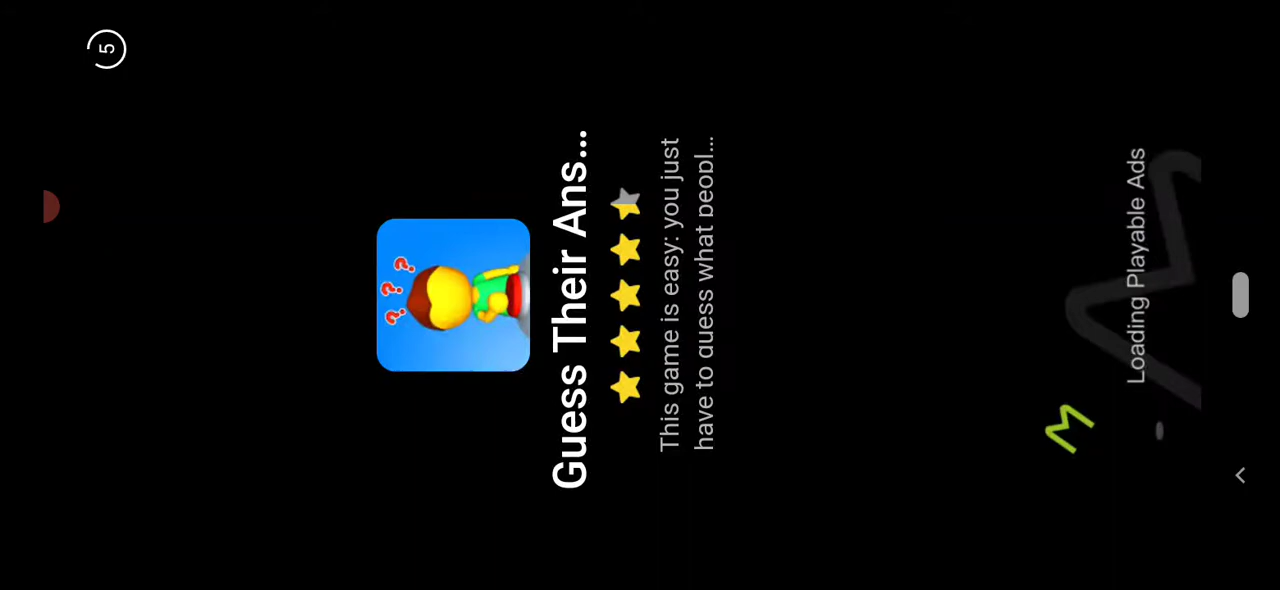 5
Guess Their Ans...
This game is easy: you just
have to guess what peopl...
Loading Playable Ads